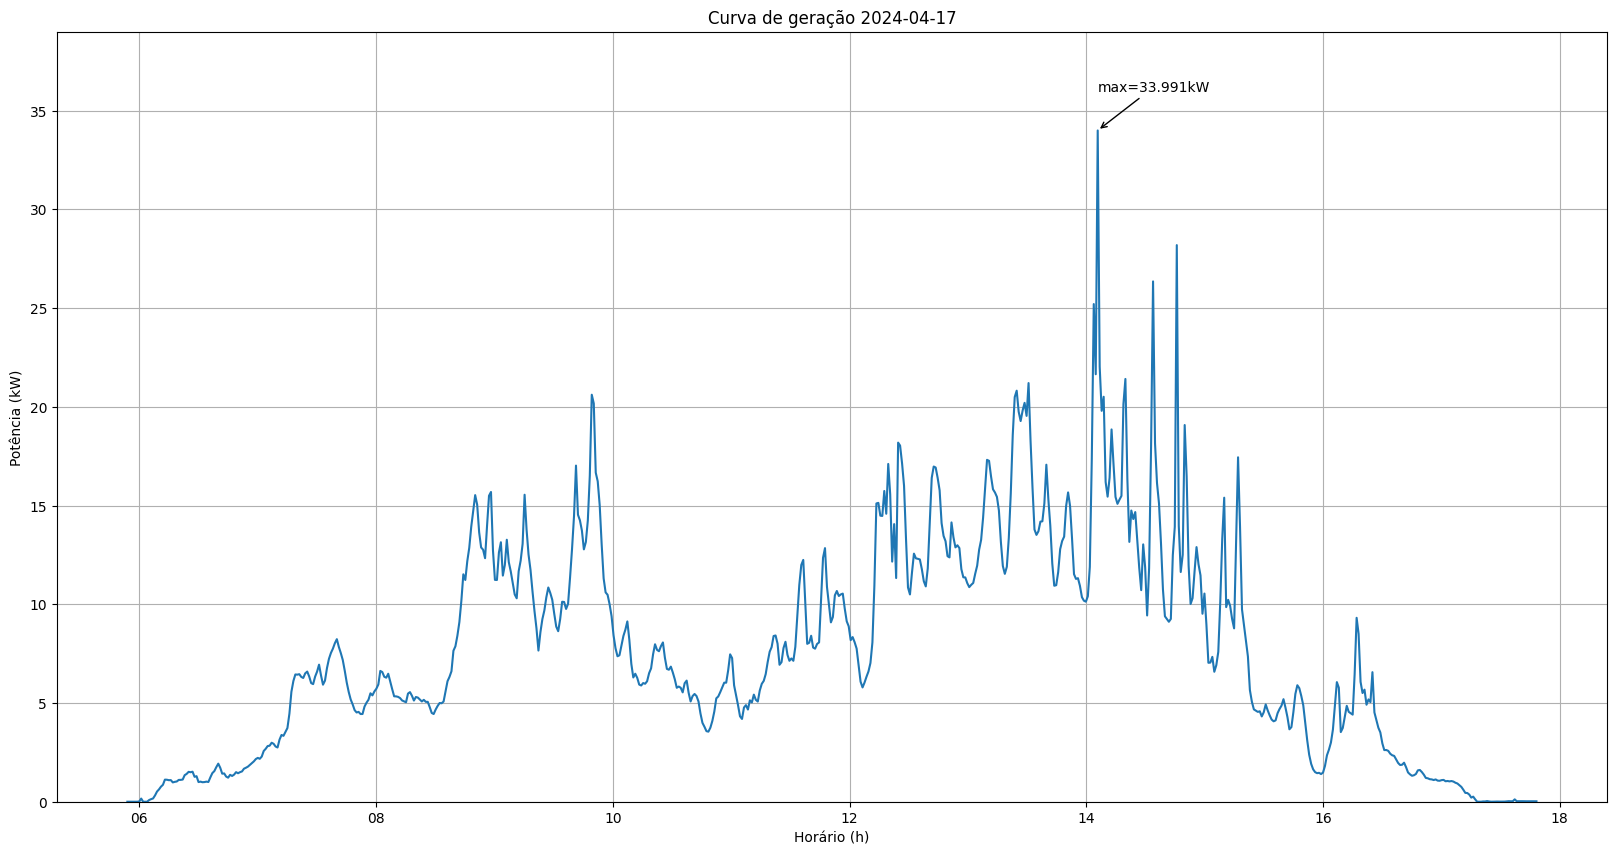 Curva de geração 2024-04-17
max=33.991kW
35
30
25
20
15
10
5
0
Potência (kW)
06 08 10 12 14 16 18
Horário (h)